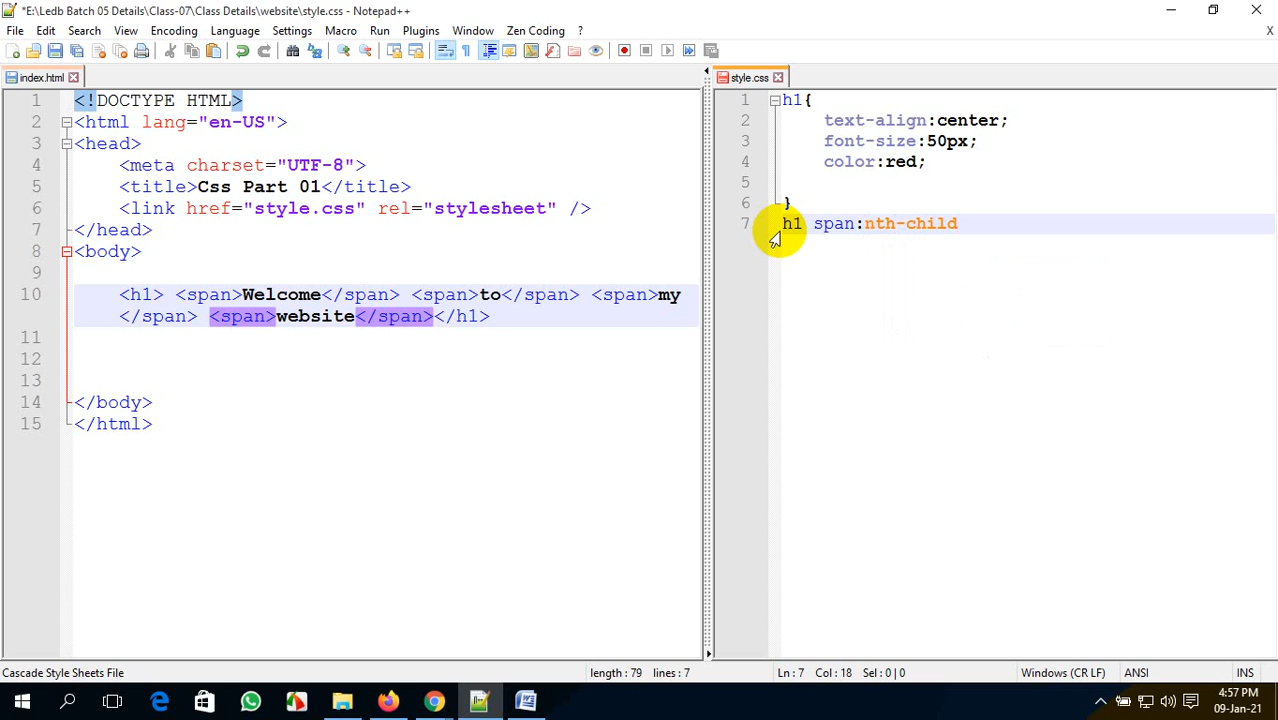 *E:\Ledb Batch 05 Details\Class-07\Class Details\website\style.css - Notepad++
File Edit Search View Encoding Language Settings Macro Run Plugins Window Zen Coding ? X
index.html style.css
1 <!DOCTYPE HTML>
2 <html lang="en-US">
3 <head>
4 <meta charset="UTF-8">
5 <title>Css Part 01</title>
6 <link href="style.css" rel="stylesheet" />
7 </head>
8 <body>
9
10 <h1> <span>Welcome</span> <span>to</span> <span>my
</span> <span>website</span></h1>
11
12
13
14 </body>
15 </html>
1 h1{
2 text-align:center;
3 font-size:50px;
4 color:red;
5
6 }
7 h1 span:nth-child
Cascade Style Sheets File length : 79 lines : 7 Ln : 7 Col : 18 Sel : 0 | 0 Windows (CR LF) ANSI INS
4:57 PM
09-Jan-21